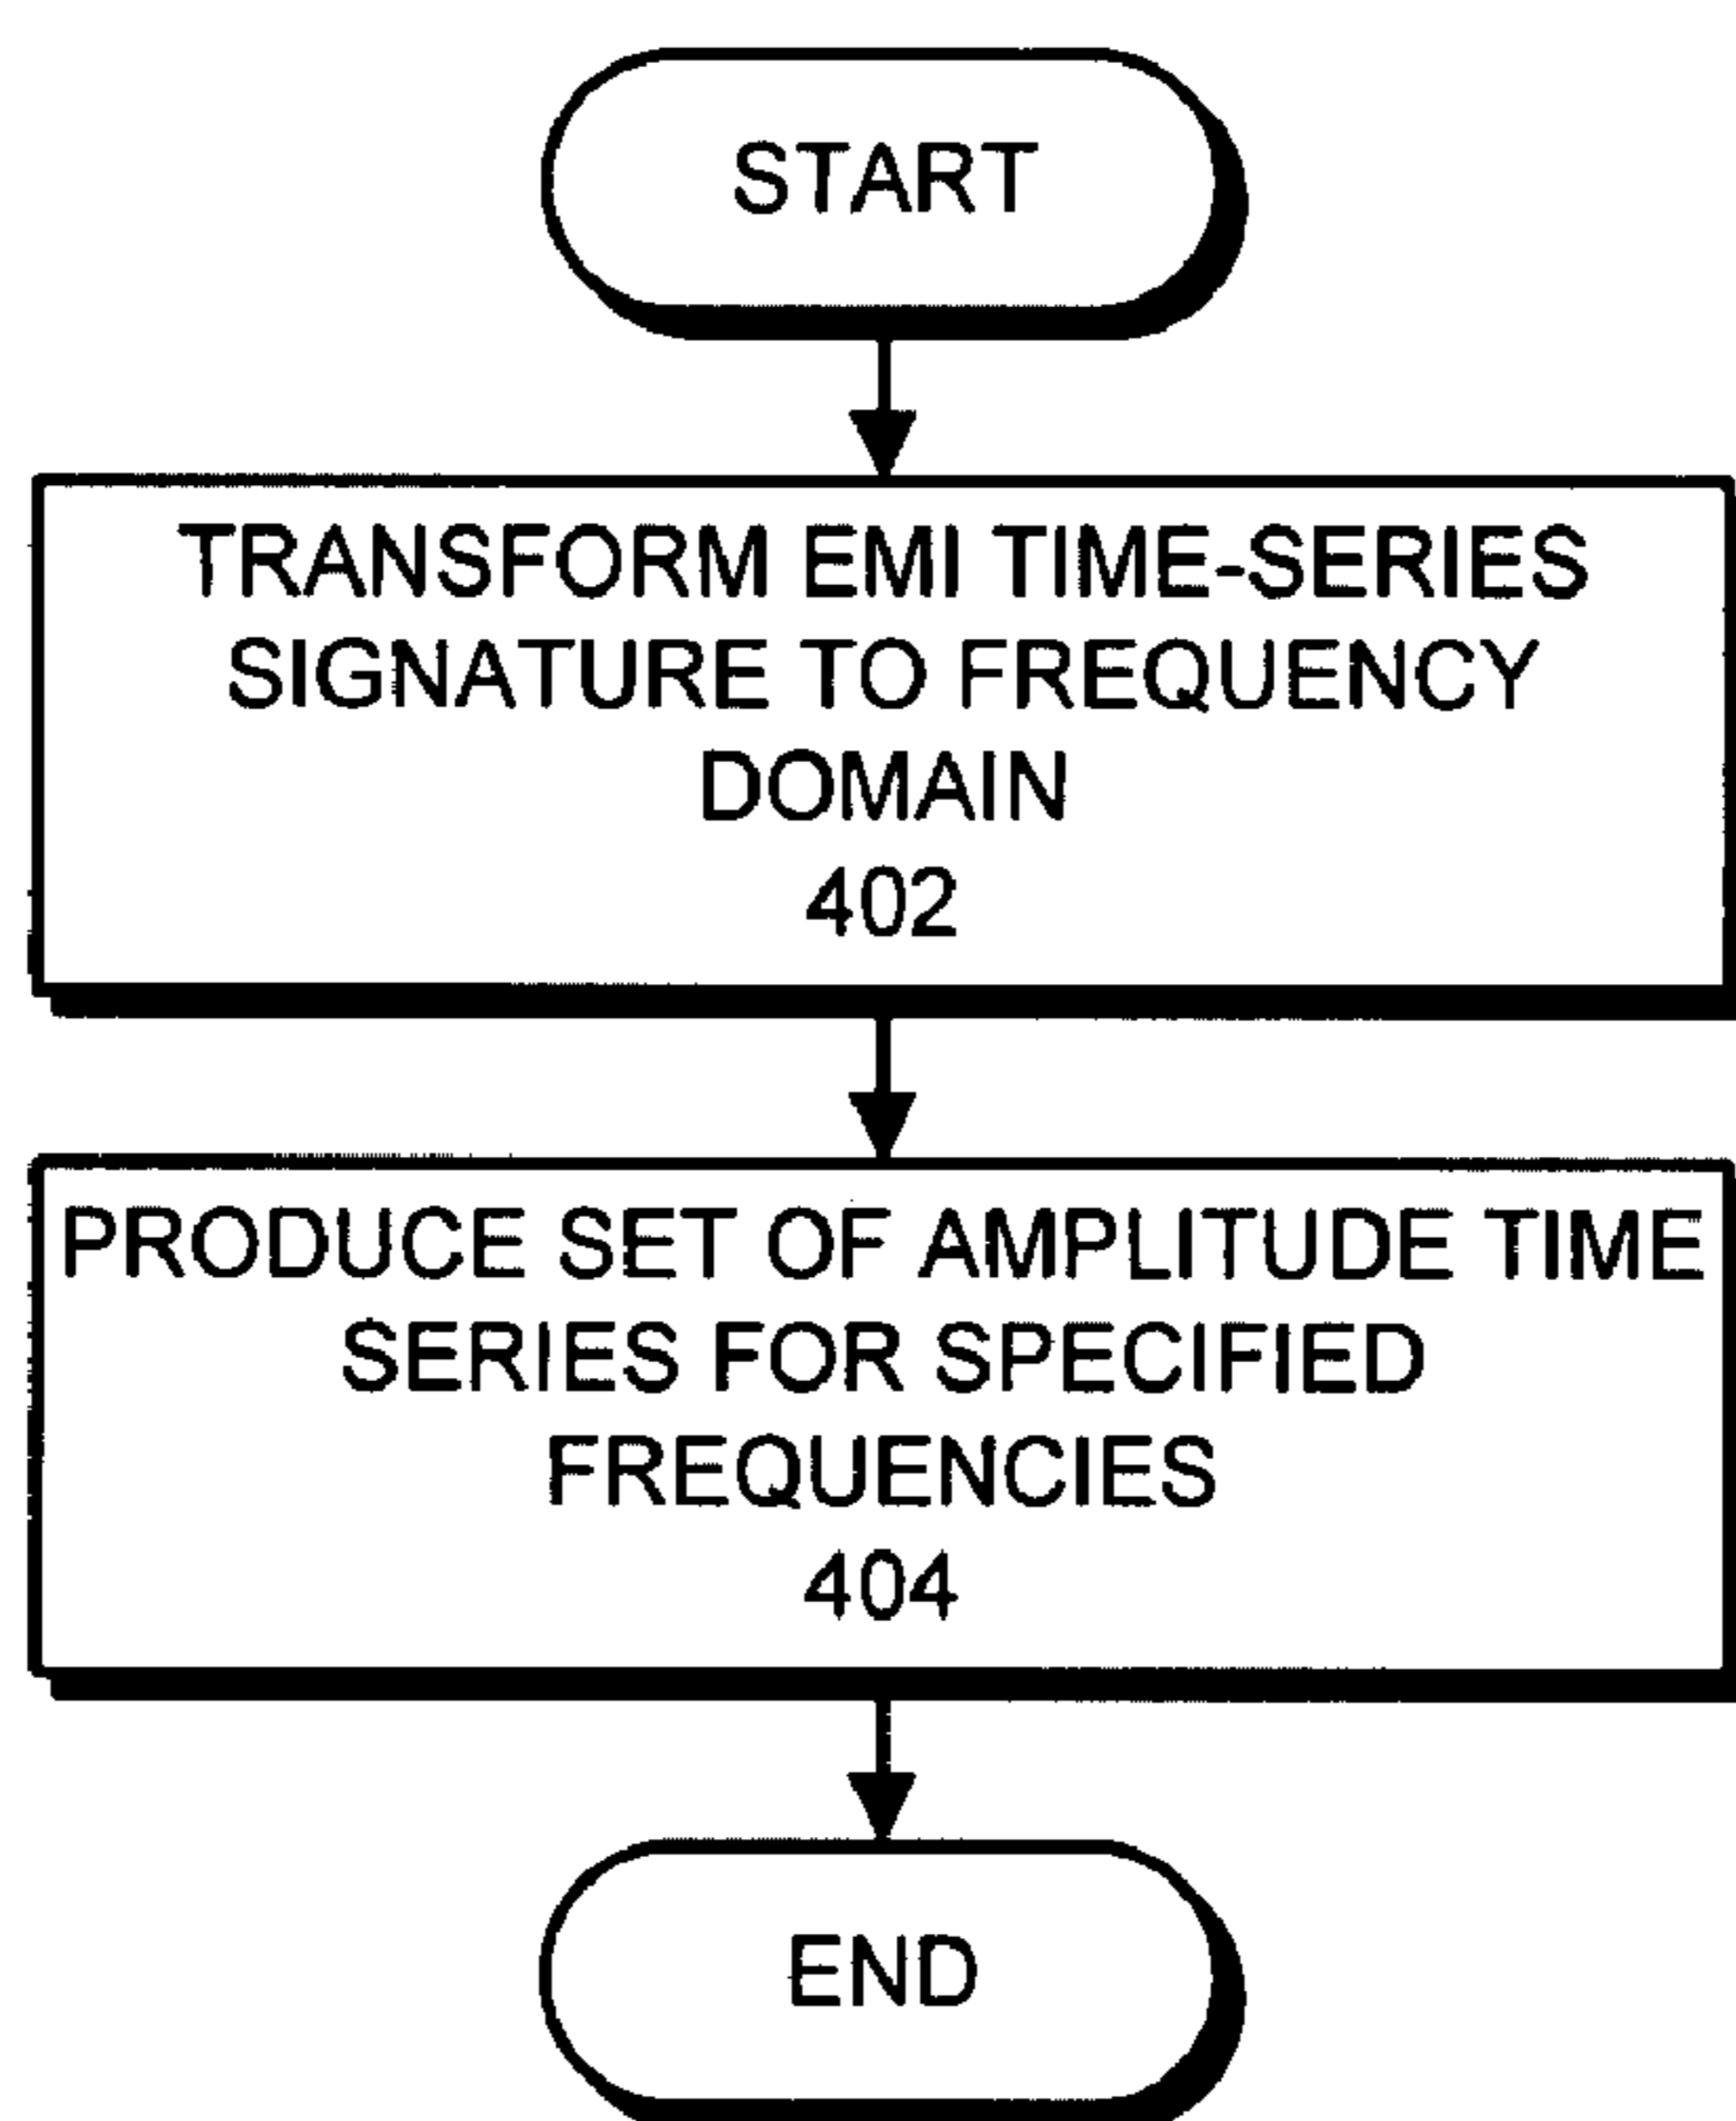 START
TRANSFORM EMI TIME-SERIES
SIGNATURE TO FREQUENCY
DOMAIN
402
PRODUCE SET OF AMPLITUDE TIME
SERIES FOR SPECIFIED
FREQUENCIES
404
END